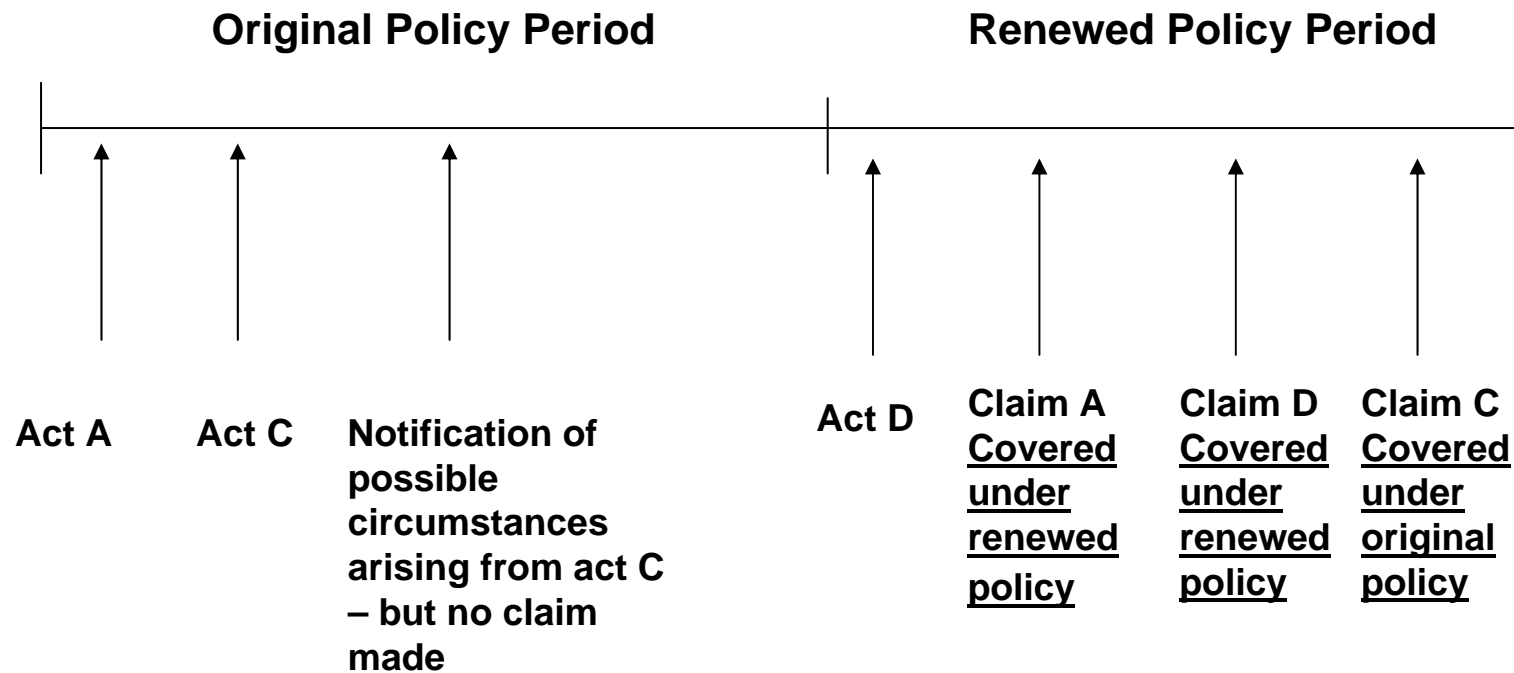 Original Policy Period
Renewed Policy Period
Act A
Act C
Notification of
possible
circumstances
arising from act C
– but no claim
made
Act D
Claim A
Covered
under
renewed
policy
Claim D
Covered
under
renewed
policy
Claim C
Covered
under
original
policy